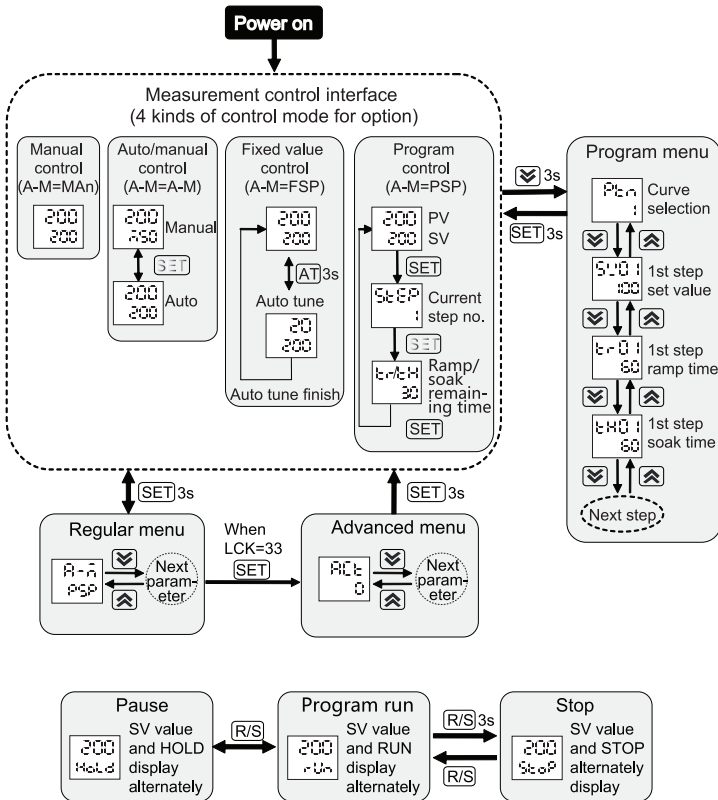 Power on
Measurement control interface
(4 kinds of control mode for option)
Manual
control
(A-M=MAn)
200
200
Auto/manual
control
(A-M=A-M)
200
Manual
SET
200
200
Auto
Fixed value
control
(A-M=FSP)
200
200
AT 3s
Auto tune
20
200
Auto tune finish
Program
control
(A-M=PSP)
200 PV
200 SV
SET
StEP
1
Current
step no.
SET
tr/tH
30
Ramp/
soak
remain-
ing time
SET
3s
SET 3s
Program menu
Ptn
1
Curve
selection
SV01
100
1st step
set value
tr01
60
1st step
ramp time
tH01
60
1st step
soak time
Next step
SET 3s
SET 3s
Regular menu
A-M
PSP
Next
param-
eter
When
LCK=33
SET
Advanced menu
ACt
0
Next
param-
eter
Pause
200
HoLd
SV value
and HOLD
display
alternately
R/S
Program run
200
rUn
SV value
and RUN
display
alternately
R/S 3s
R/S
Stop
200
StoP
SV value
and STOP
alternately
display